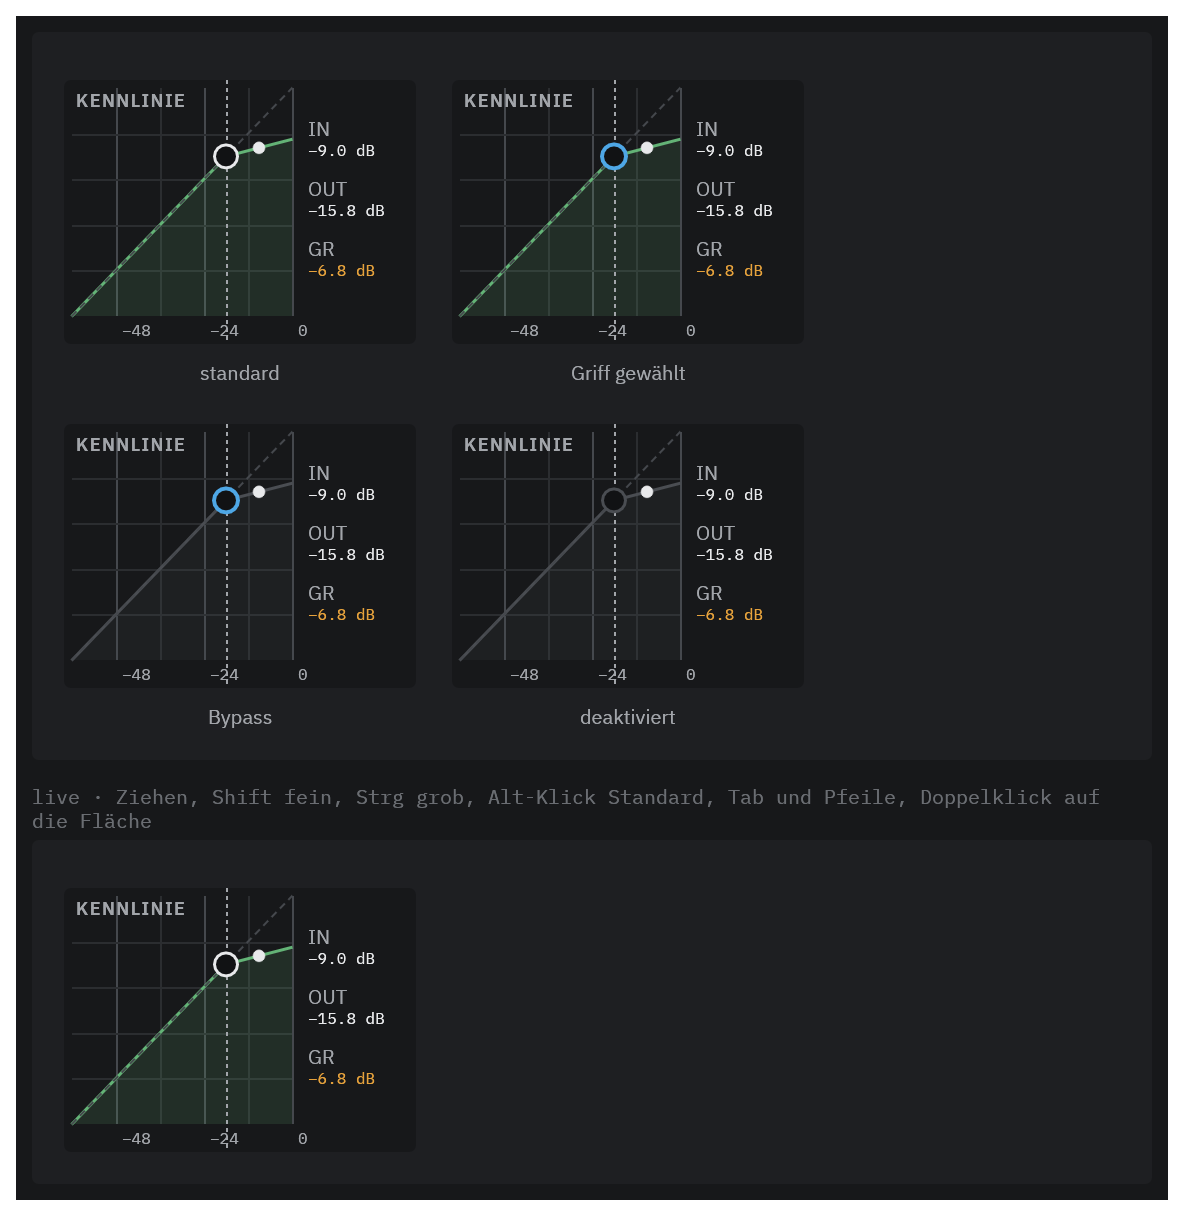 KENNLINIE
IN
−9.0 dB
OUT
−15.8 dB
GR
−6.8 dB
−48 −24 0
standard
KENNLINIE
IN
−9.0 dB
OUT
−15.8 dB
GR
−6.8 dB
−48 −24 0
Griff gewählt
KENNLINIE
IN
−9.0 dB
OUT
−15.8 dB
GR
−6.8 dB
−48 −24 0
Bypass
KENNLINIE
IN
−9.0 dB
OUT
−15.8 dB
GR
−6.8 dB
−48 −24 0
deaktiviert
live · Ziehen, Shift fein, Strg grob, Alt-Klick Standard, Tab und Pfeile, Doppelklick auf
die Fläche
KENNLINIE
IN
−9.0 dB
OUT
−15.8 dB
GR
−6.8 dB
−48 −24 0